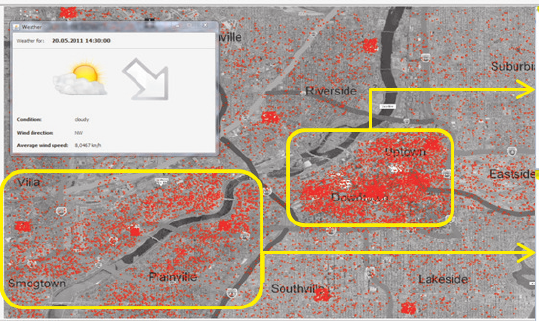 Weather
Weather for: 20.05.2011 14:30:00
Condition: cloudy
Wind direction: NW
Average wind speed: 8,0467 km/h
ville
Riverside
Suburbi
Uptown
Eastside
Downtown
Villa
Smogtown
Plainville
Southville
Lakeside